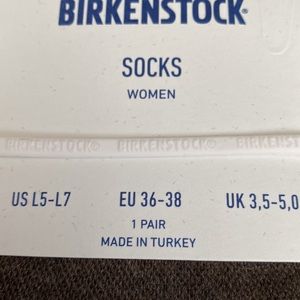 BIRKENSTOCK®
SOCKS
WOMEN
BIRKENSTOCK® BIRKENSTOCK® BIRKENSTOCK®
US L5-L7 EU 36-38 UK 3,5-5,0
1 PAIR
MADE IN TURKEY